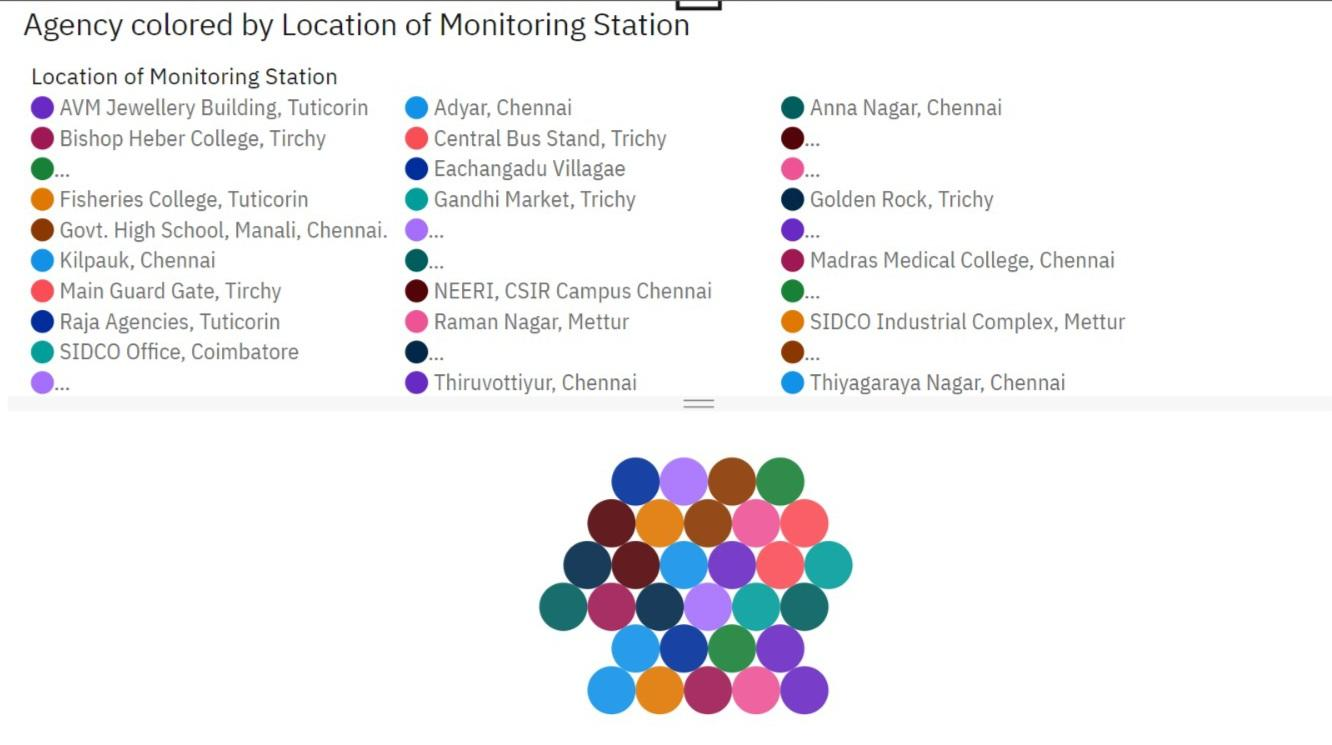 Agency colored by Location of Monitoring Station
Location of Monitoring Station
AVM Jewellery Building, Tuticorin Adyar, Chennai Anna Nagar, Chennai
Bishop Heber College, Tirchy Central Bus Stand, Trichy ...
... Eachangadu Villagae ...
Fisheries College, Tuticorin Gandhi Market, Trichy Golden Rock, Trichy
Govt. High School, Manali, Chennai. ... ...
Kilpauk, Chennai ... Madras Medical College, Chennai
Main Guard Gate, Tirchy NEERI, CSIR Campus Chennai ...
Raja Agencies, Tuticorin Raman Nagar, Mettur SIDCO Industrial Complex, Mettur
SIDCO Office, Coimbatore ... ...
... Thiruvottiyur, Chennai Thiyagaraya Nagar, Chennai